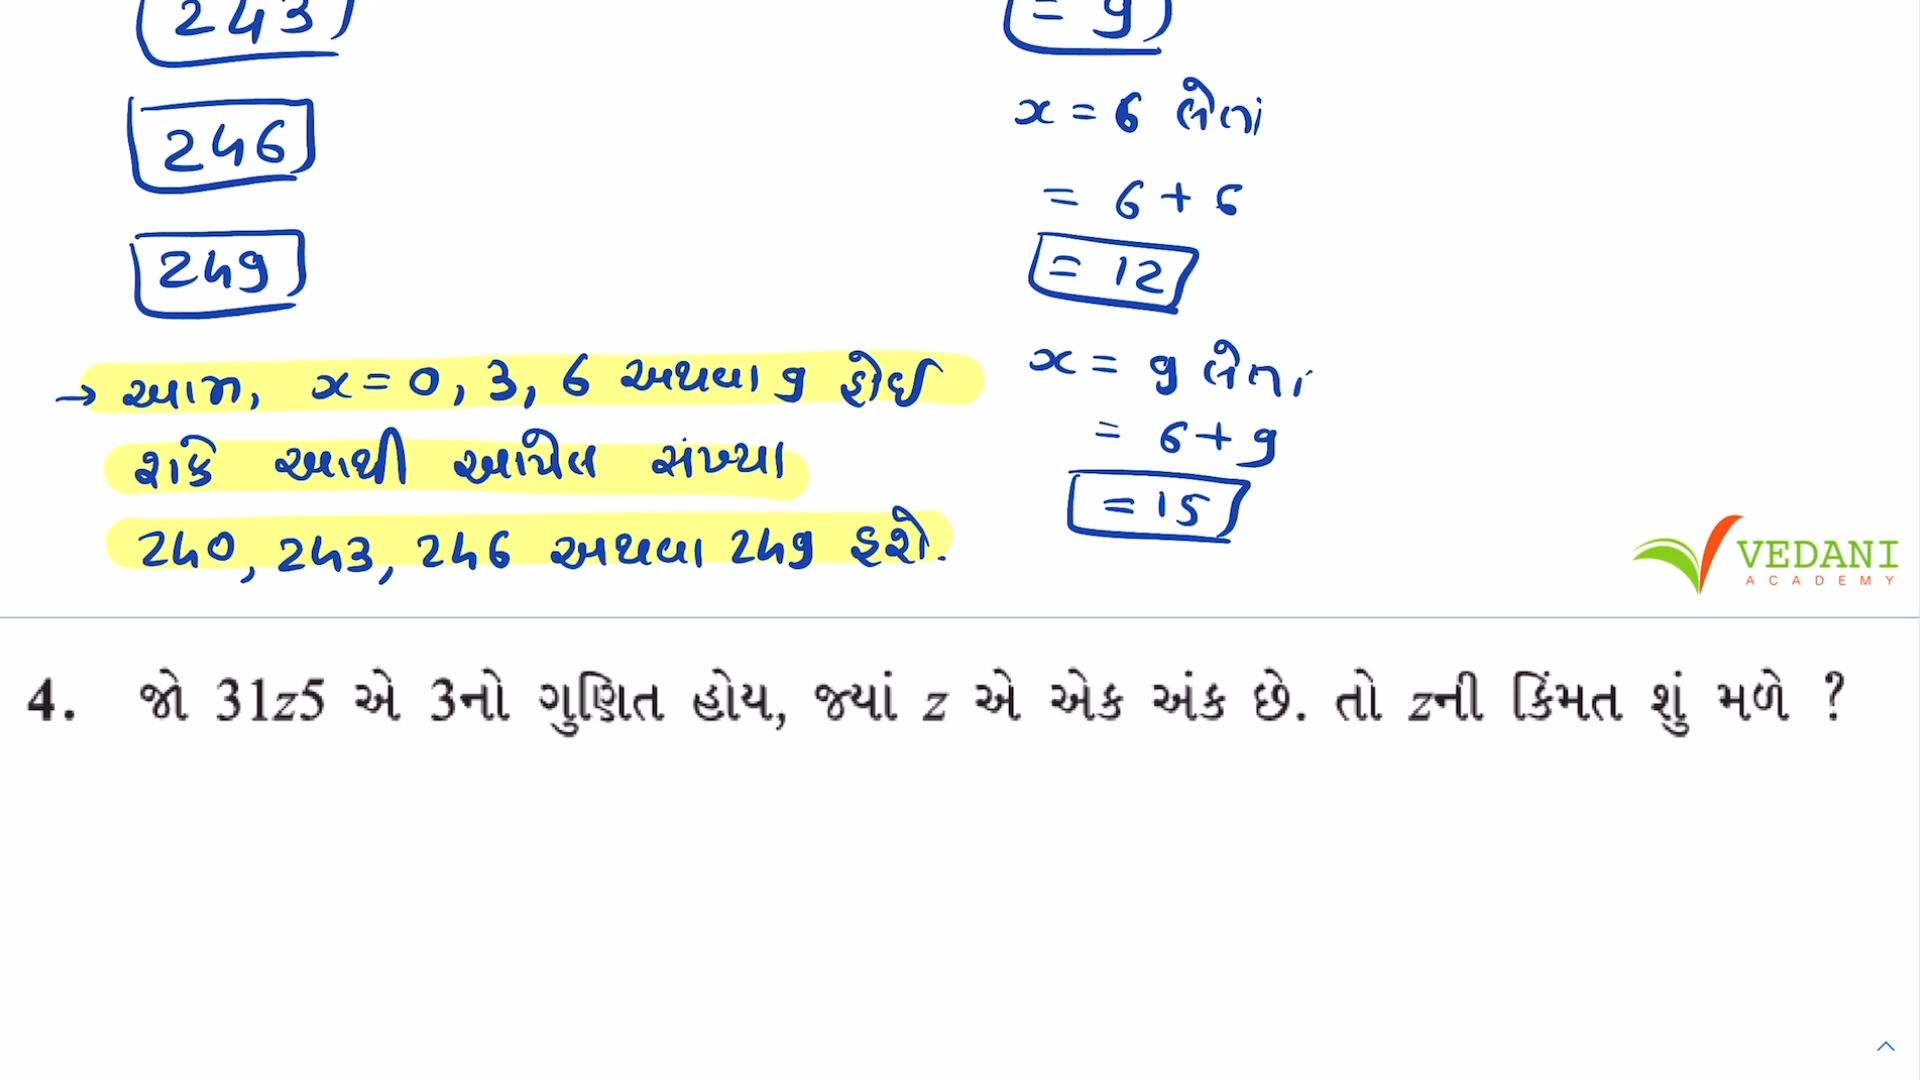 243
= 9
246
x = 6 લેતાં
= 6 + 6
= 12
249
x = 9 લેતાં
= 6 + 9
= 15
→ આમ, x = 0, 3, 6 અથવા 9 હોઈ
શકે આથી આપેલ સંખ્યા
240, 243, 246 અથવા 249 હશે.
VEDANI
ACADEMY
4. જો 31z5 એ 3નો ગુણિત હોય, જ્યાં z એ એક અંક છે. તો zની કિંમત શું મળે ?